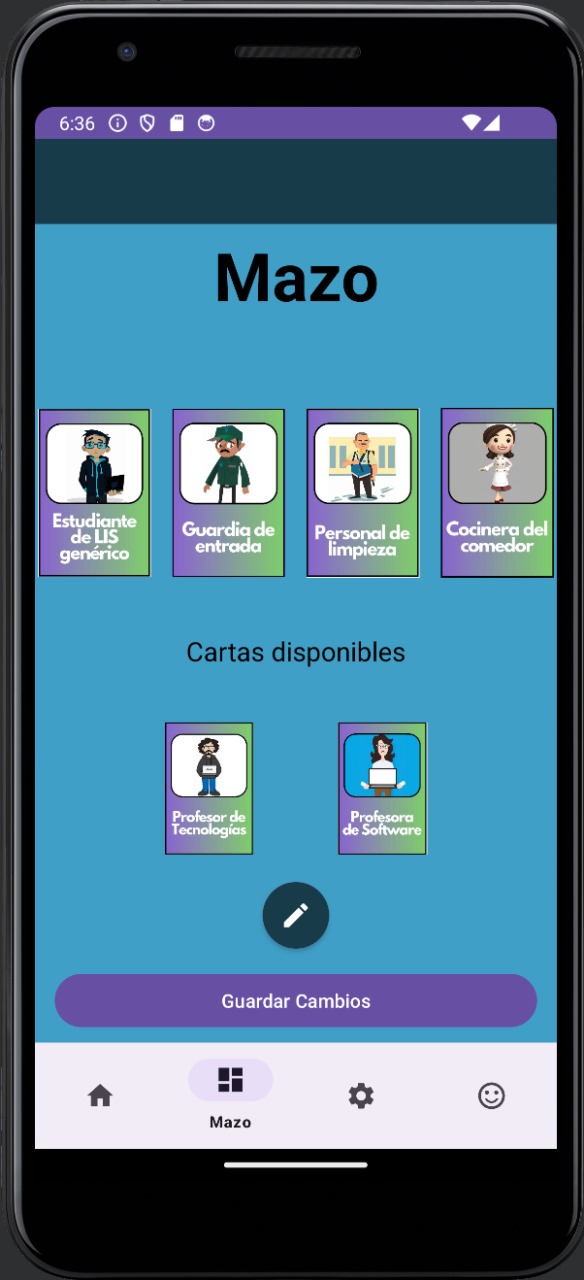 6:36
Mazo
Estudiante
de LIS
genérico
Guardia de
entrada
Personal de
limpieza
Cocinera del
comedor
Cartas disponibles
Profesor de
Tecnologías
Profesora
de Software
Guardar Cambios
Mazo